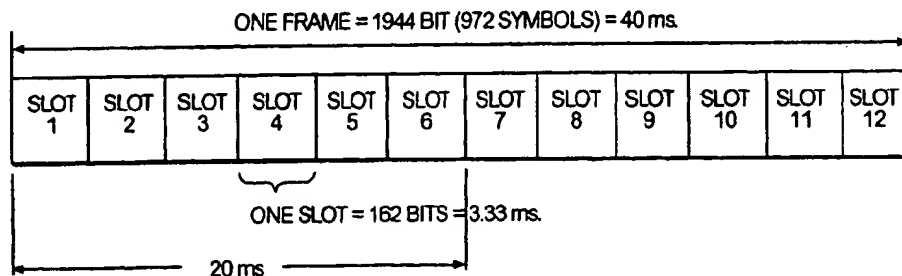 ONE FRAME = 1944 BIT (972 SYMBOLS) = 40 ms.
SLOT 1 SLOT 2 SLOT 3 SLOT 4 SLOT 5 SLOT 6 SLOT 7 SLOT 8 SLOT 9 SLOT 10 SLOT 11 SLOT 12
ONE SLOT = 162 BITS = 3.33 ms.
20 ms